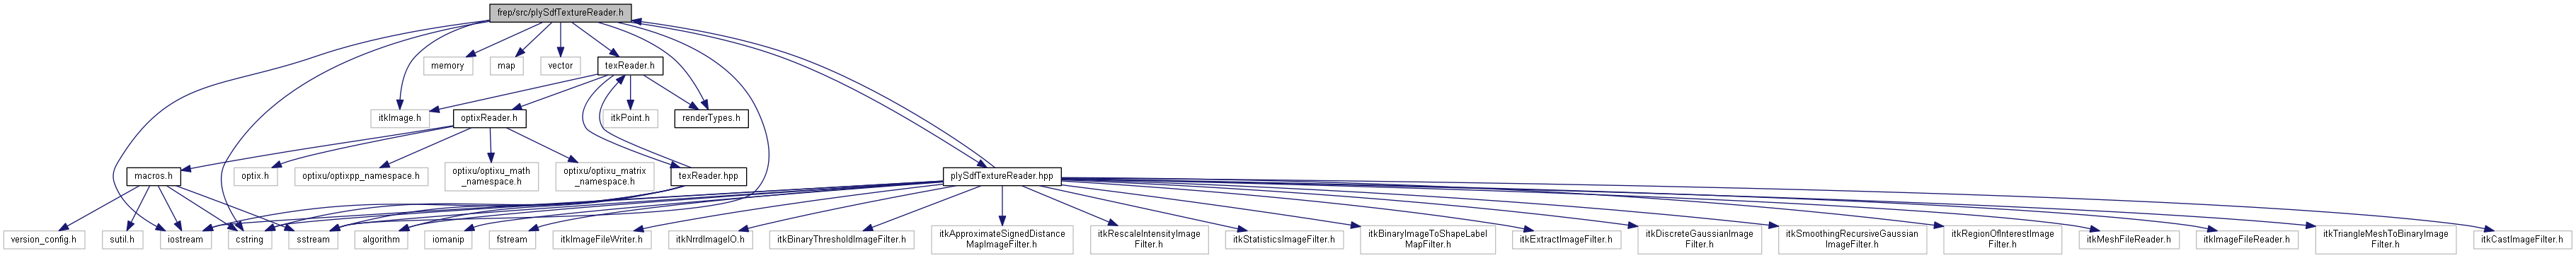 frep/src/plySdfTextureReader.h
memory
map
vector
texReader.h
itkImage.h
optixReader.h
itkPoint.h
renderTypes.h
macros.h
optix.h
optixu/optixpp_namespace.h
optixu/optixu_math
_namespace.h
optixu/optixu_matrix
_namespace.h
texReader.hpp
plySdfTextureReader.hpp
version_config.h
sutil.h
iostream
cstring
sstream
algorithm
iomanip
fstream
itkImageFileWriter.h
itkNrrdImageIO.h
itkBinaryThresholdImageFilter.h
itkApproximateSignedDistance
MapImageFilter.h
itkRescaleIntensityImage
Filter.h
itkStatisticsImageFilter.h
itkBinaryImageToShapeLabel
MapFilter.h
itkExtractImageFilter.h
itkDiscreteGaussianImage
Filter.h
itkSmoothingRecursiveGaussian
ImageFilter.h
itkRegionOfInterestImage
Filter.h
itkMeshFileReader.h
itkImageFileReader.h
itkTriangleMeshToBinaryImage
Filter.h
itkCastImageFilter.h